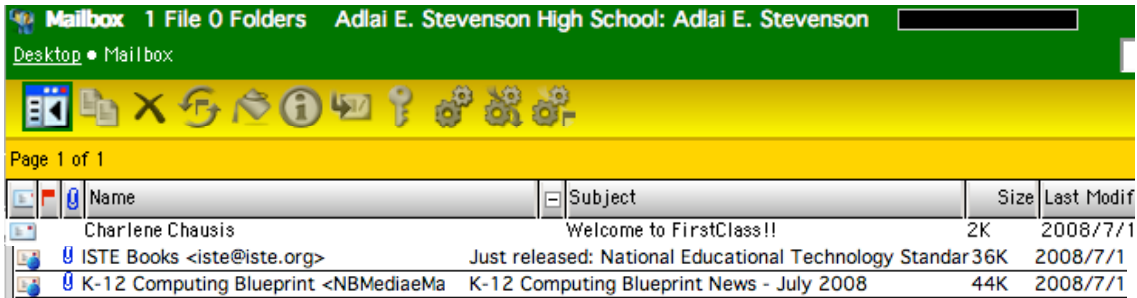 Mailbox 1 File 0 Folders Adlai E. Stevenson High School: Adlai E. Stevenson
Desktop • Mailbox
Page 1 of 1
Name Subject Size Last Modif
Charlene Chausis Welcome to FirstClass!! 2K 2008/7/1
ISTE Books <iste@iste.org> Just released: National Educational Technology Standar 36K 2008/7/1
K-12 Computing Blueprint <NBMediaeMa K-12 Computing Blueprint News - July 2008 44K 2008/7/1